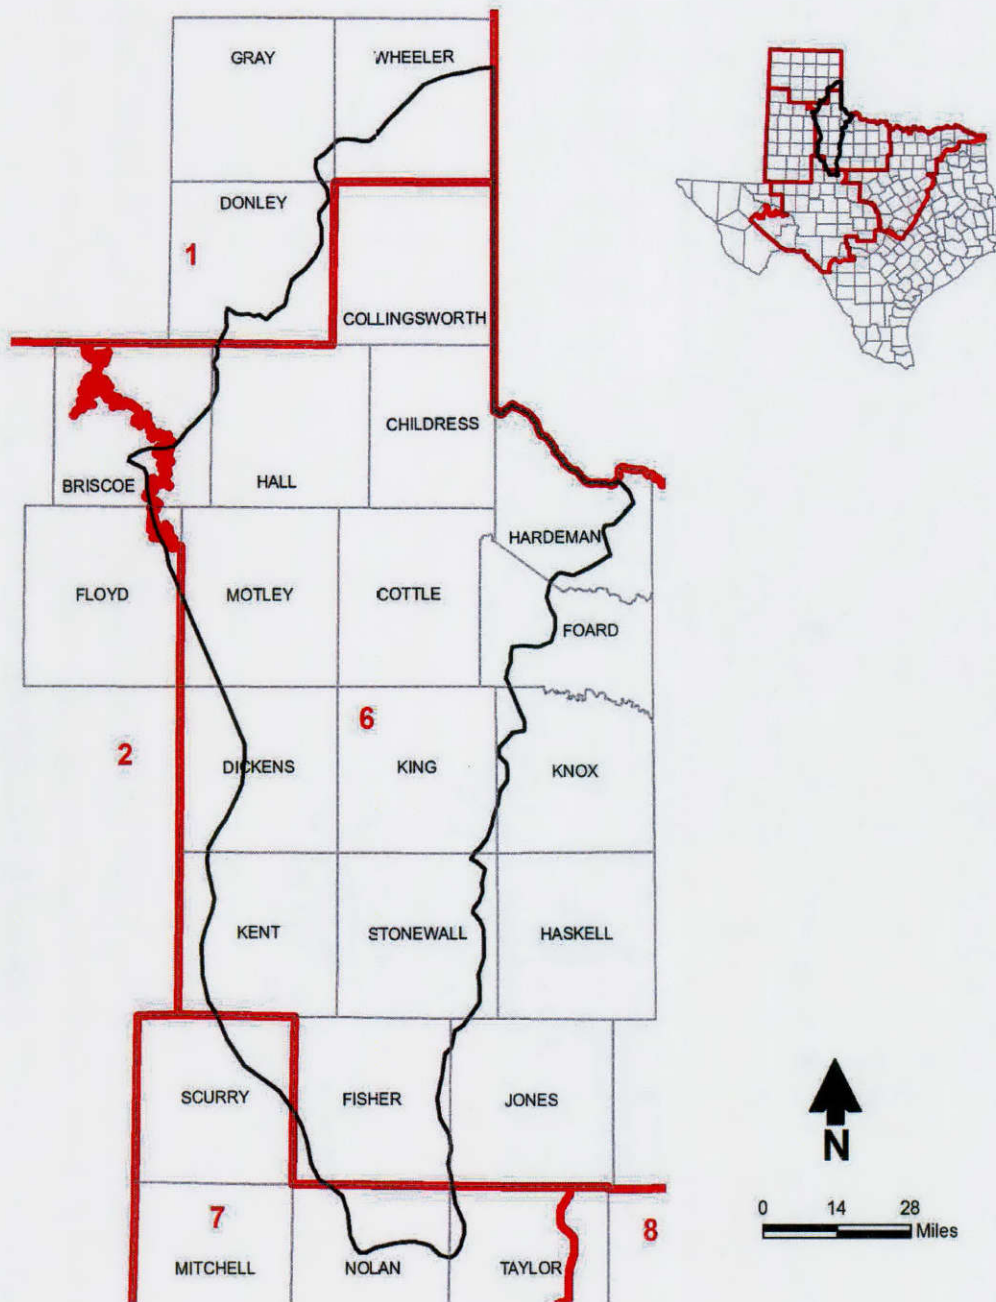 GRAY
WHEELER
DONLEY
1
COLLINGSWORTH
CHILDRESS
BRISCOE
HALL
HARDEMAN
FLOYD
MOTLEY
COTTLE
FOARD
6
2
DICKENS
KING
KNOX
KENT
STONEWALL
HASKELL
SCURRY
FISHER
JONES
N
0 14 28
Miles
7
8
MITCHELL
NOLAN
TAYLOR